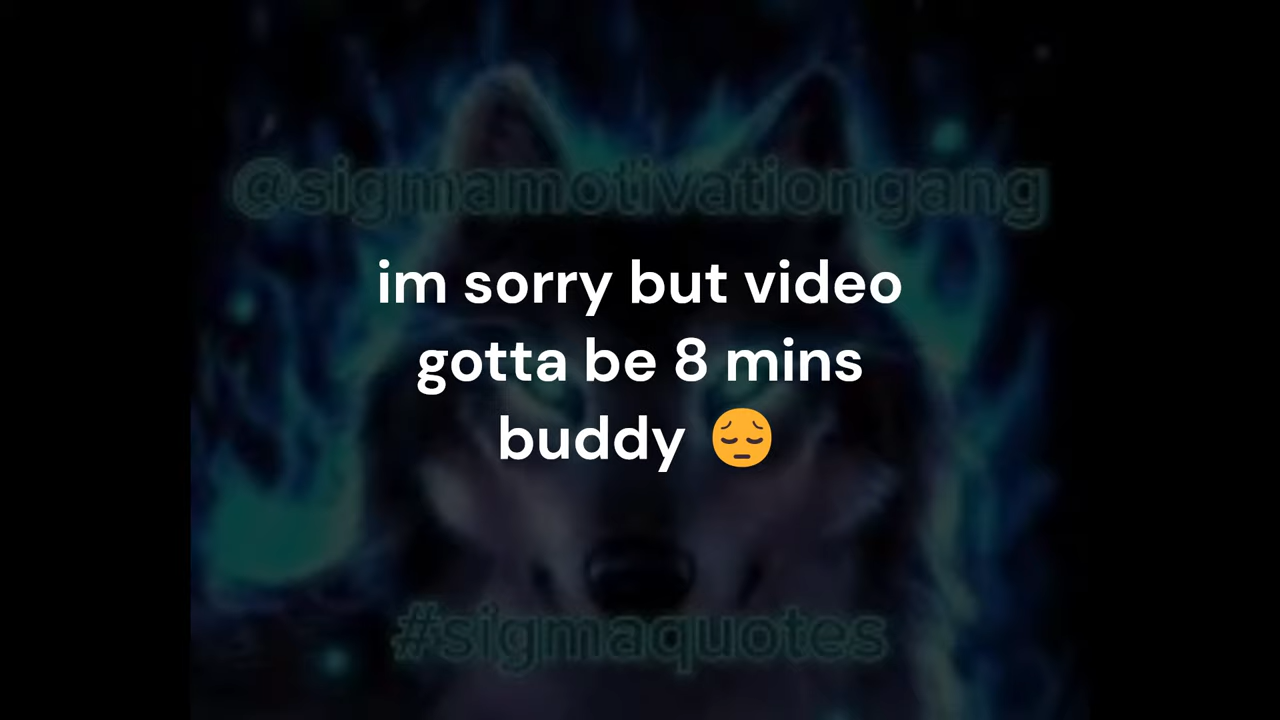 @sigmamotivationgang
im sorry but video
gotta be 8 mins
buddy 😔
#sigmaquotes